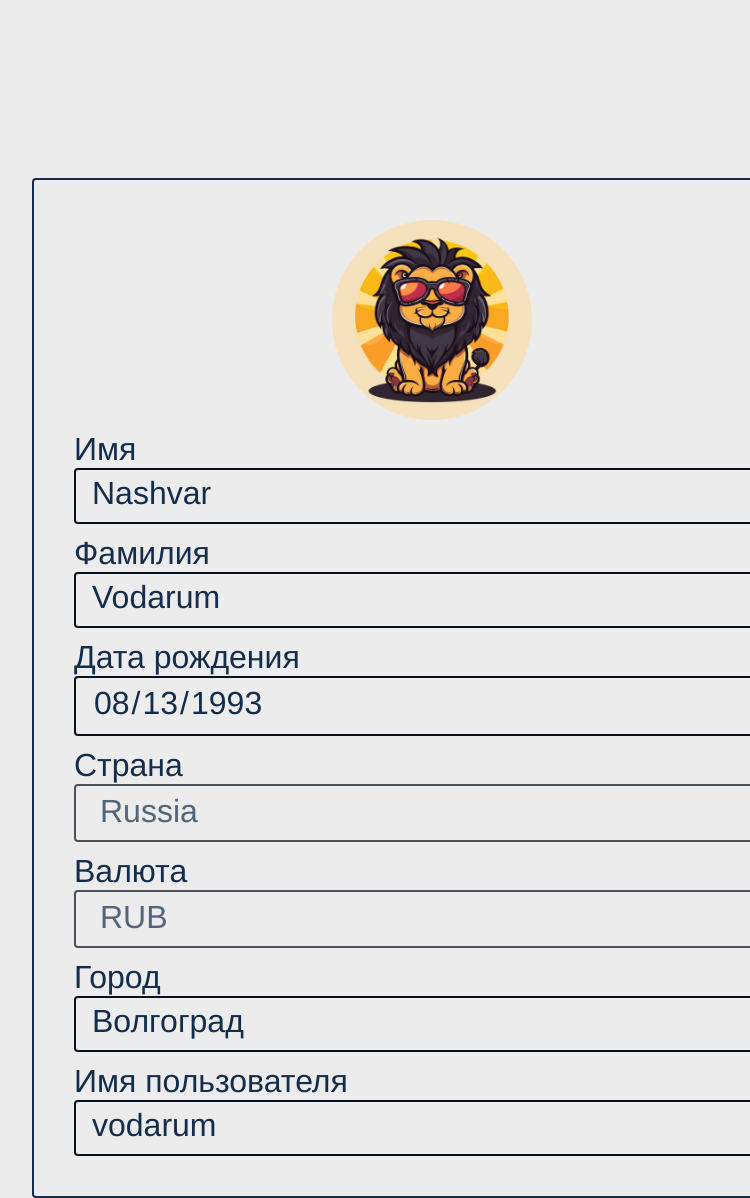 Имя
Nashvar
Фамилия
Vodarum
Дата рождения
08/13/1993
Страна
Russia
Валюта
RUB
Город
Волгоград
Имя пользователя
vodarum